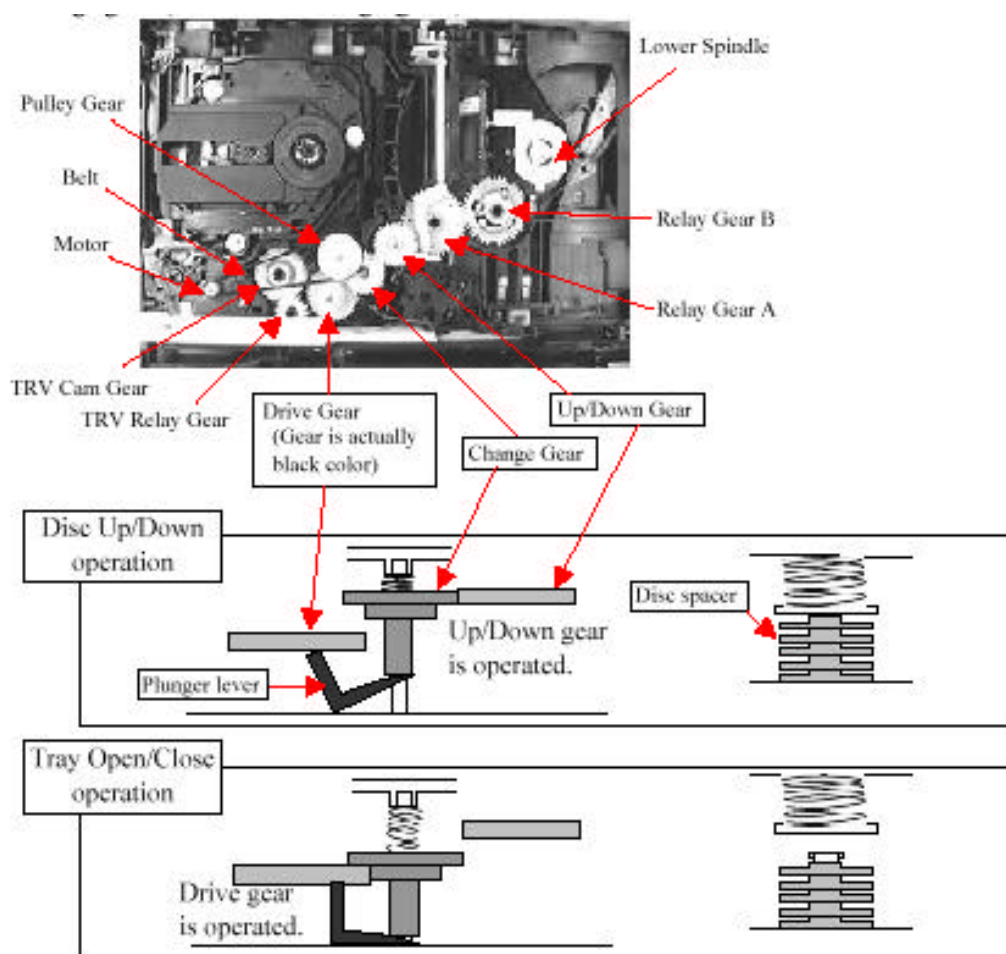 Lower Spindle
Pulley Gear
Belt
Relay Gear B
Motor
Relay Gear A
TRV Cam Gear
TRV Relay Gear
Drive Gear
(Gear is actually
black color)
Up/Down Gear
Change Gear
Disc Up/Down
operation
Disc spacer
Up/Down gear
is operated.
Plunger lever
Tray Open/Close
operation
Drive gear
is operated.